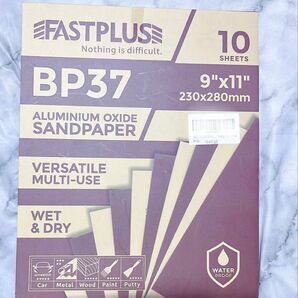 FASTPLUS
Nothing is difficult.
10
SHEETS
BP37
9"x11"
230x280mm
ALUMINIUM OXIDE
SANDPAPER
VERSATILE
MULTI-USE
WET
& DRY
WATER
PROOF
Car
Metal
Wood
Paint
Putty